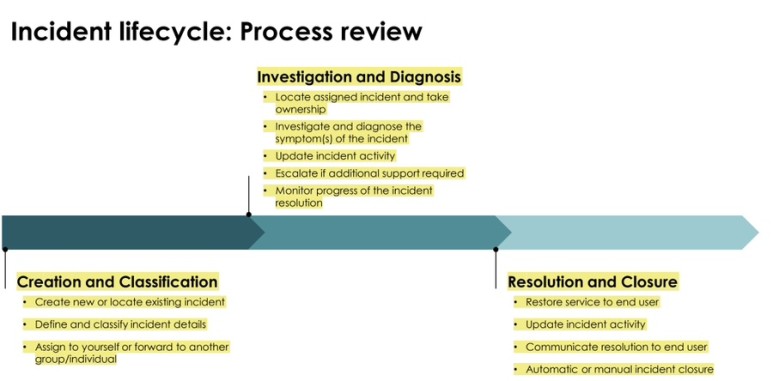 Incident lifecycle: Process review
Investigation and Diagnosis
• Locate assigned incident and take
ownership
• Investigate and diagnose the
symptom(s) of the incident
• Update incident activity
• Escalate if additional support required
• Monitor progress of the incident
resolution
Creation and Classification
• Create new or locate existing incident
• Define and classify incident details
• Assign to yourself or forward to another
group/individual
Resolution and Closure
• Restore service to end user
• Update incident activity
• Communicate resolution to end user
• Automatic or manual incident closure